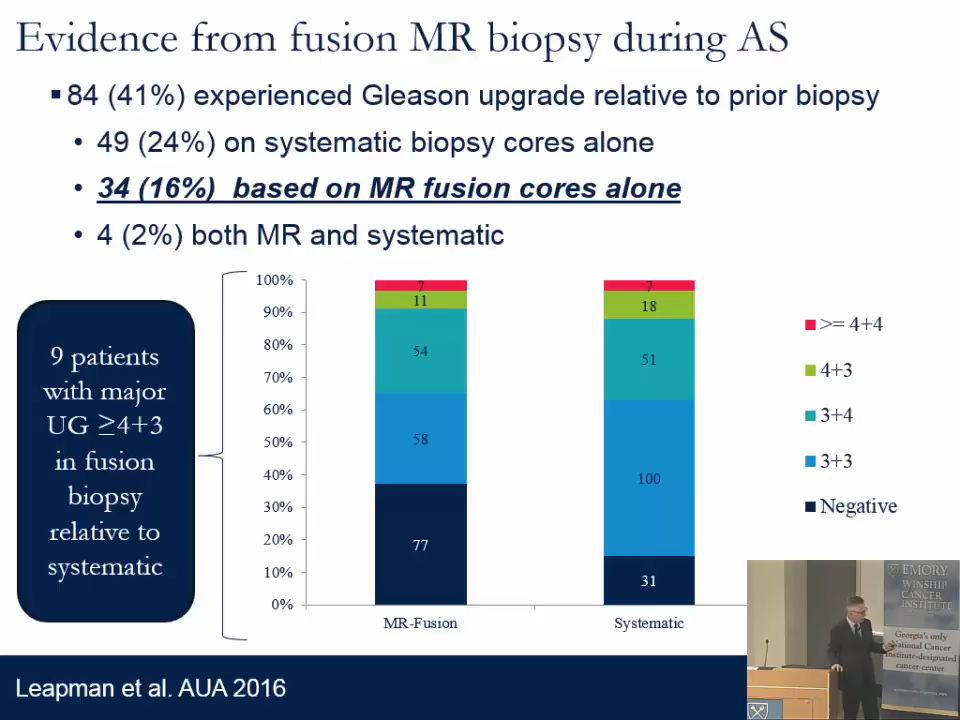 Evidence from fusion MR biopsy during AS
▪ 84 (41%) experienced Gleason upgrade relative to prior biopsy
• 49 (24%) on systematic biopsy cores alone
• 34 (16%) based on MR fusion cores alone
• 4 (2%) both MR and systematic
9 patients
with major
UG ≥4+3
in fusion
biopsy
relative to
systematic
100%
90%
80%
70%
60%
50%
40%
30%
20%
10%
0%
7
11
54
58
77
MR-Fusion
7
18
51
100
31
Systematic
>= 4+4
4+3
3+4
3+3
Negative
EMORY
WINSHIP
CANCER
INSTITUTE
Georgia's only
National Cancer
Institute-designated
cancer center
Leapman et al. AUA 2016